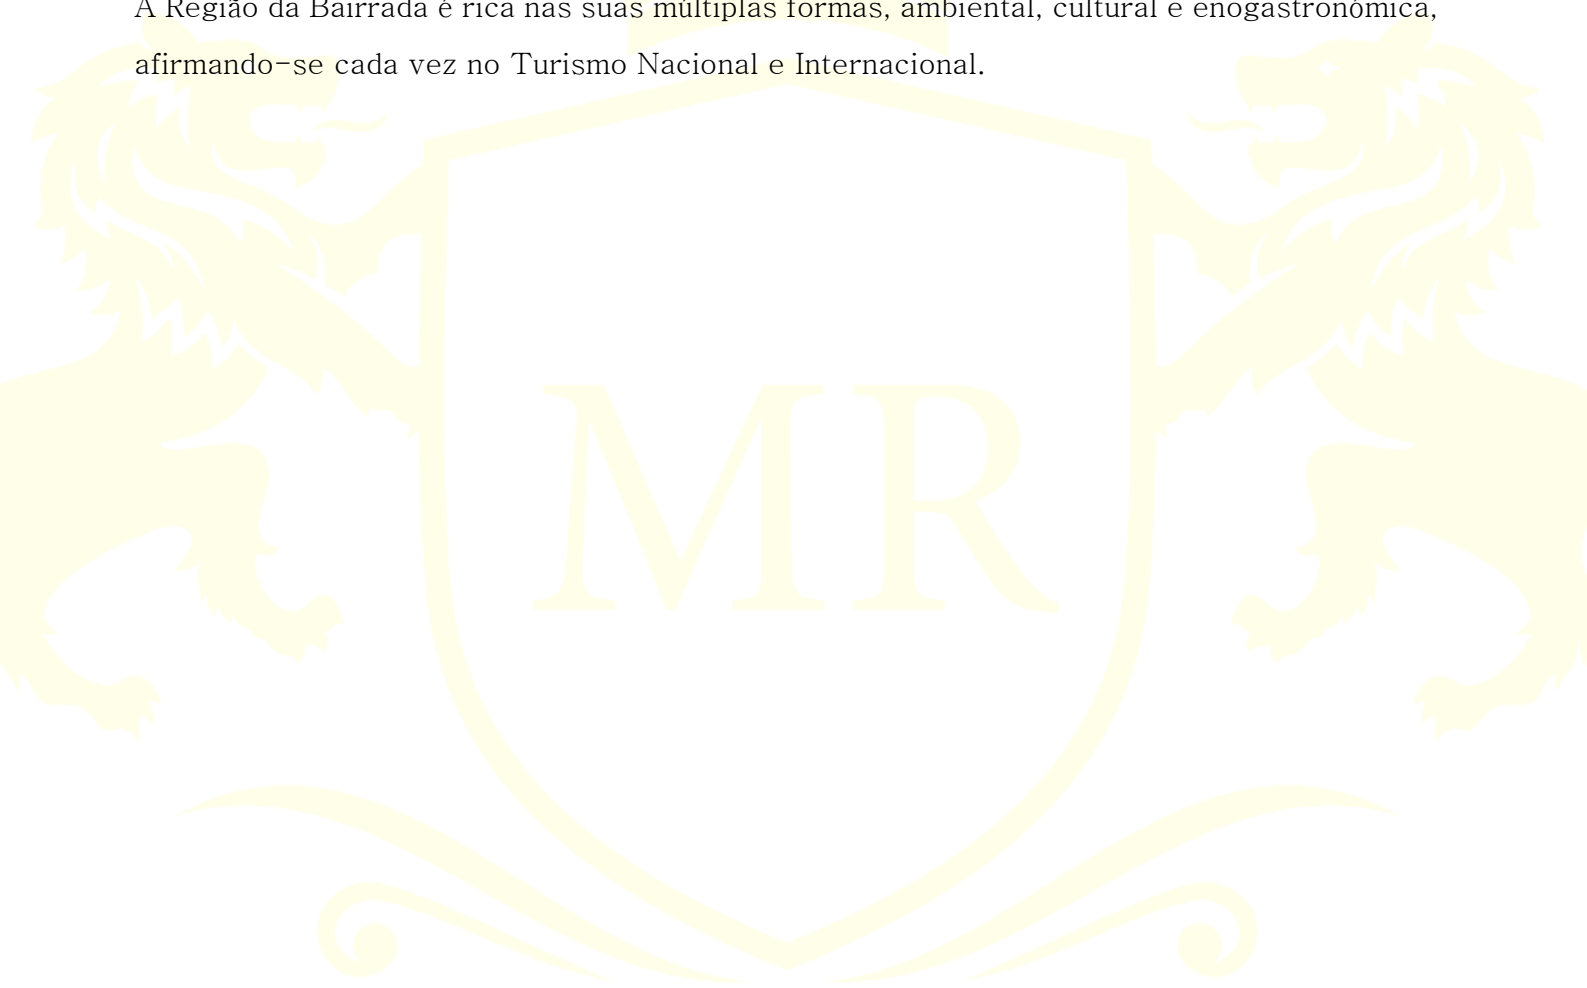 A Região da Bairrada é rica nas suas múltiplas formas, ambiental, cultural e enogastronómica,
afirmando-se cada vez no Turismo Nacional e Internacional.
MR